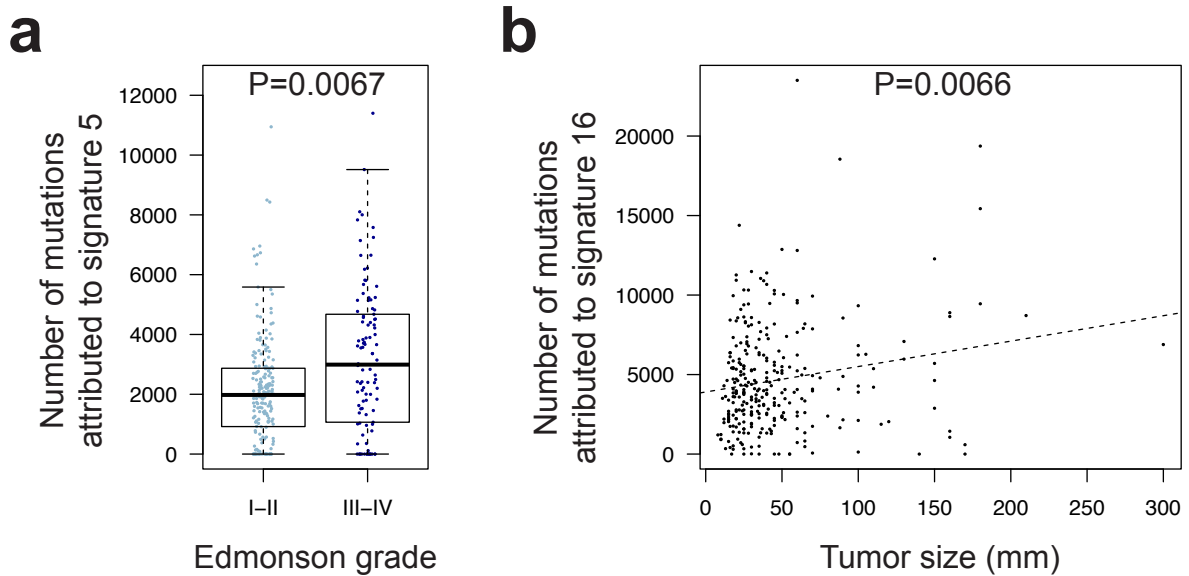 a
P=0.0067
Number of mutations
attributed to signature 5
12000
10000
8000
6000
4000
2000
0
I–II
III–IV
Edmonson grade
b
P=0.0066
Number of mutations
attributed to signature 16
20000
15000
10000
5000
0
0
50
100
150
200
250
300
Tumor size (mm)